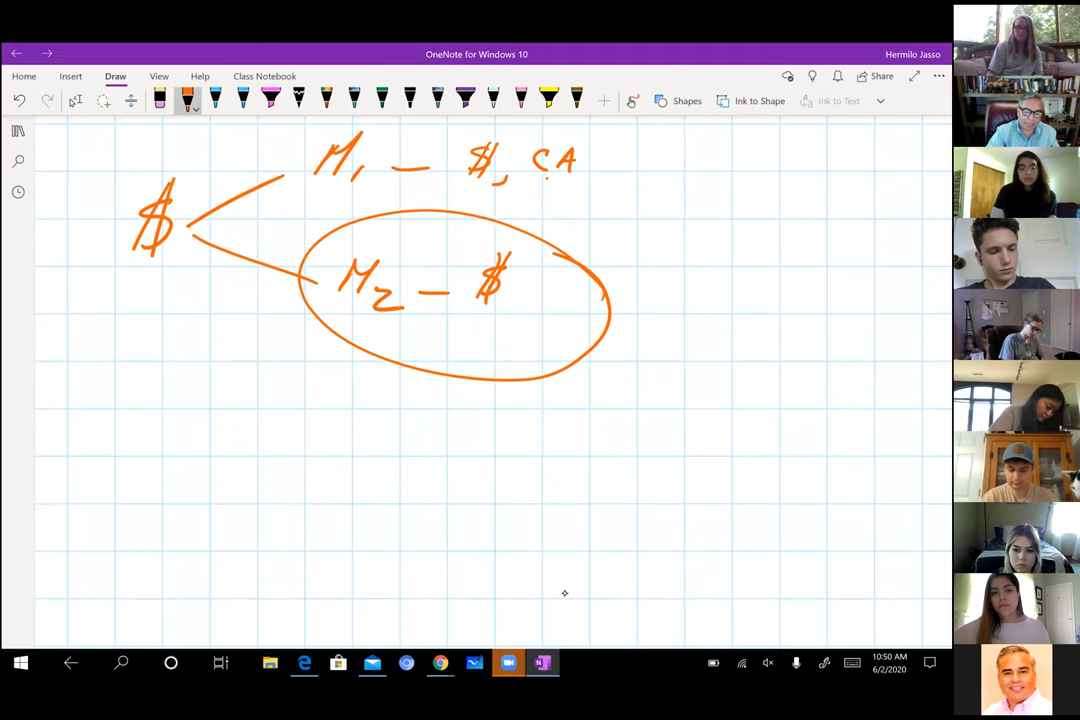 OneNote for Windows 10
Hermilo Jasso
Home Insert Draw View Help Class Notebook
Share
Shapes Ink to Shape Ink to Text
$ M1 — $, CA
M2 — $
10:50 AM
6/2/2020